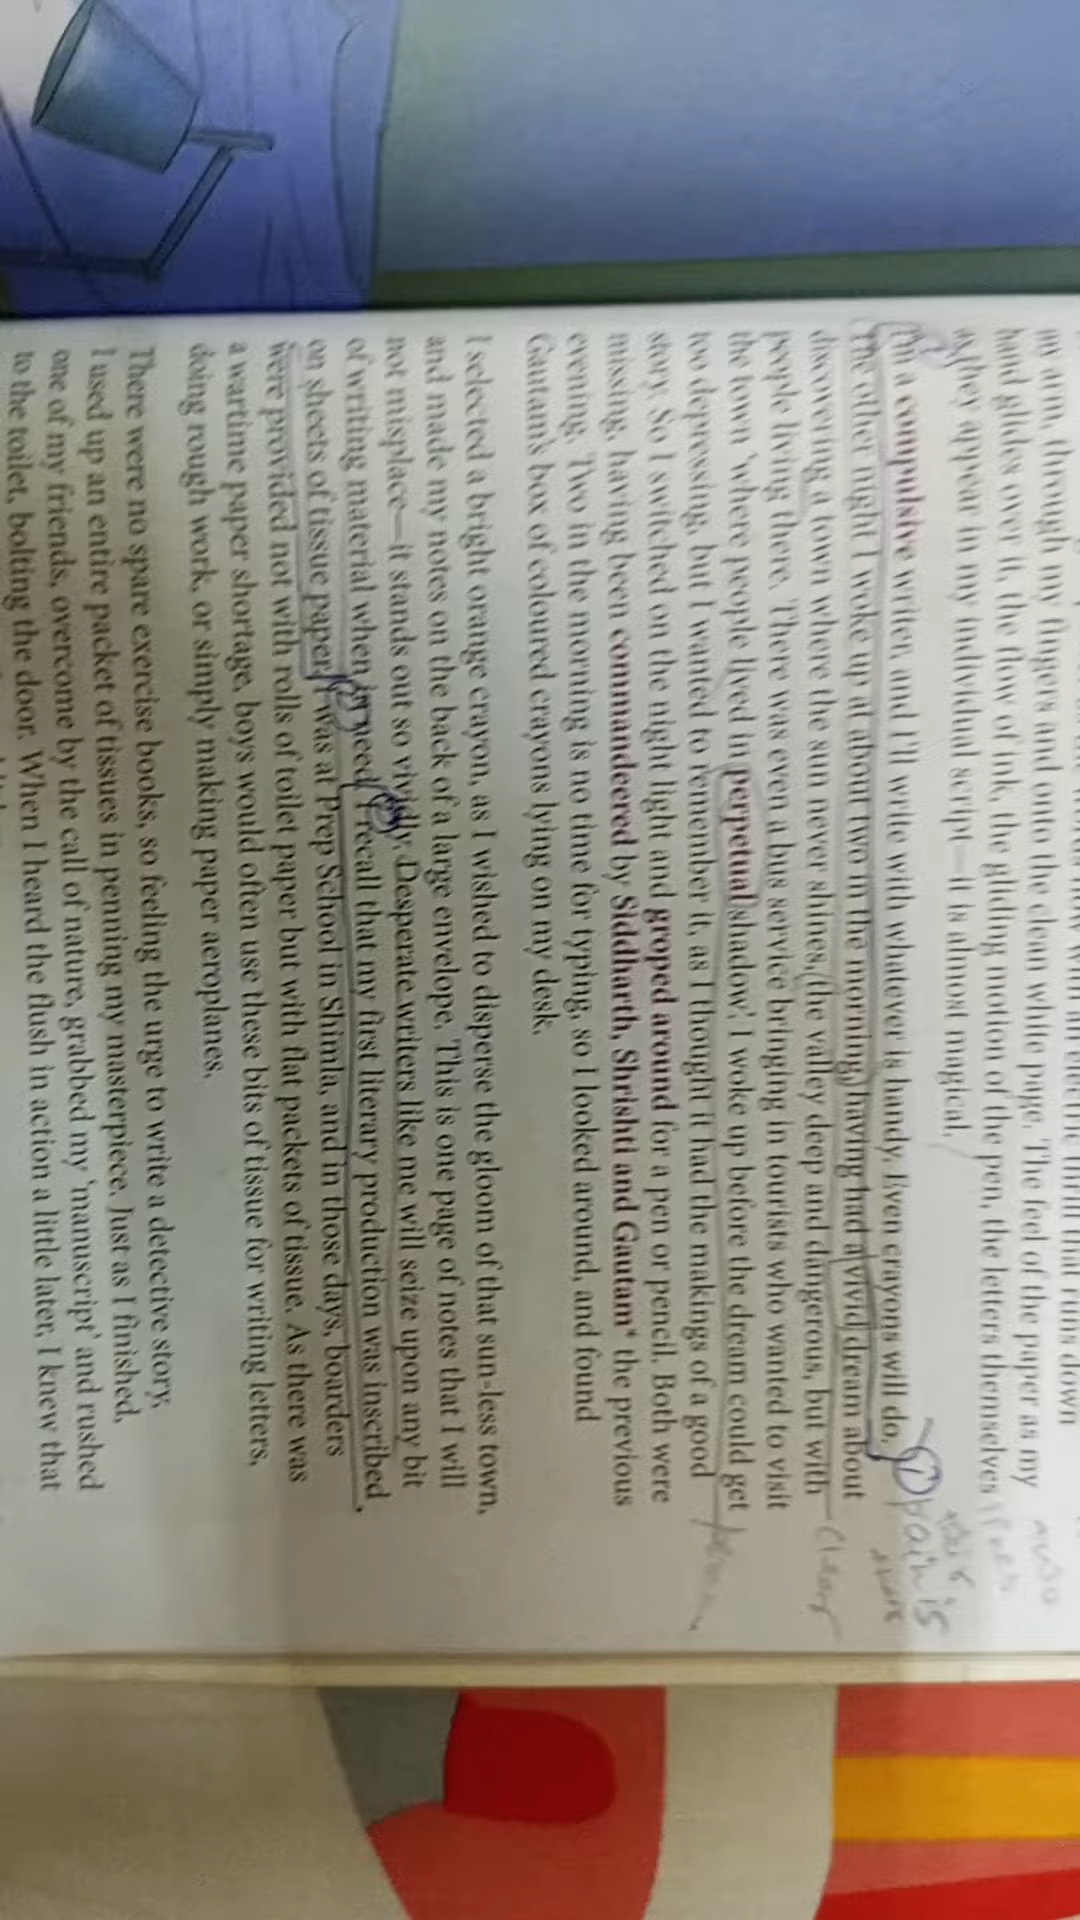 thrill that runs down
my arm, through my fingers and onto the clean white page. The feel of the paper as my
hand glides over it, the flow of ink, the gliding motion of the pen, the letters themselves
as they appear in my individual script—it is almost magical.
I'm a compulsive writer, and I'll write with whatever is handy. Even crayons will do.
The other night I woke up at about two in the morning, having had a vivid dream about
discovering a town where the sun never shines (the valley deep and dangerous, but with
people living there. There was even a bus service bringing in tourists who wanted to visit
the town 'where people lived in perpetual shadow'. I woke up before the dream could get
too depressing, but I wanted to remember it, as I thought it had the makings of a good
story. So I switched on the night light and groped around for a pen or pencil. Both were
missing, having been commandeered by Siddharth, Shrishti and Gautam* the previous
evening. Two in the morning is no time for typing, so I looked around, and found
Gautam's box of coloured crayons lying on my desk.
I selected a bright orange crayon, as I wished to disperse the gloom of that sun-less town,
and made my notes on the back of a large envelope. This is one page of notes that I will
not misplace—it stands out so vividly. Desperate writers like me will seize upon any bit
of writing material when in need. I recall that my first literary production was inscribed
on sheets of tissue paper. I was at Prep School in Shimla, and in those days, boarders
were provided not with rolls of toilet paper but with flat packets of tissue. As there was
a wartime paper shortage, boys would often use these bits of tissue for writing letters,
doing rough work, or simply making paper aeroplanes.
There were no spare exercise books, so feeling the urge to write a detective story,
I used up an entire packet of tissues in penning my masterpiece. Just as I finished,
one of my friends, overcome by the call of nature, grabbed my 'manuscript' and rushed
to the toilet, bolting the door. When I heard the flush in action a little later, I knew that